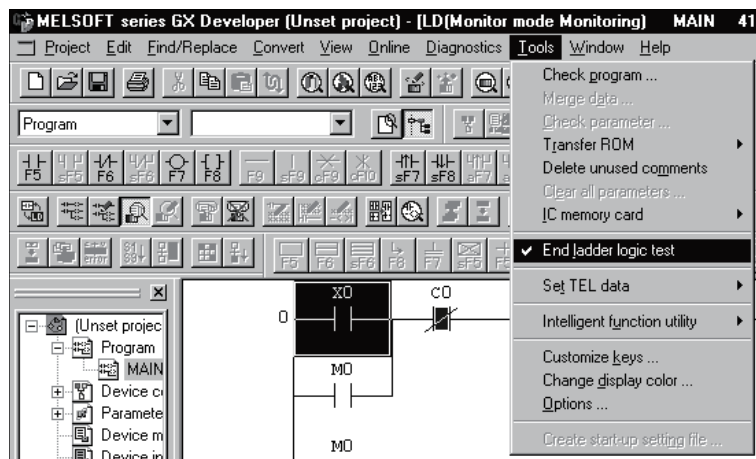 MELSOFT series GX Developer (Unset project) - [LD(Monitor mode Monitoring) MAIN 41
Project Edit Find/Replace Convert View Online Diagnostics Tools Window Help
Check program ...
Merge data ...
Check parameter ...
Transfer ROM
Delete unused comments
Clear all parameters ...
IC memory card
End ladder logic test
Set TEL data
Intelligent function utility
Customize keys ...
Change display color ...
Options ...
Create start-up setting file ...
Program
F5 sF5 F6 sF6 F7 F8 F9 sF9 cF9 cF10 sF7 sF8 aF7
error
F5 F6 sF6 F8 F7 sF5
(Unset projec
Program
MAIN
Device co
Paramete
Device m
Device in
X0 C0
0
M0
M0